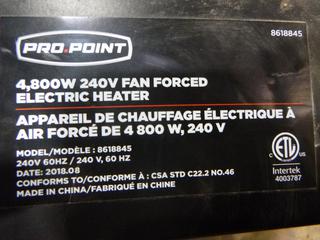 PRO.POINT
8618845
4,800W 240V FAN FORCED
ELECTRIC HEATER
APPAREIL DE CHAUFFAGE ÉLECTRIQUE À
AIR FORCÉ DE 4 800 W, 240 V
MODEL/MODÈLE : 8618845
240V 60HZ / 240 V, 60 HZ
DATE: 2018.08
CONFORMS TO/CONFORME À : CSA STD C22.2 NO.46
MADE IN CHINA/FABRIQUÉ EN CHINE
ETL
C
LISTED
Intertek
4003787